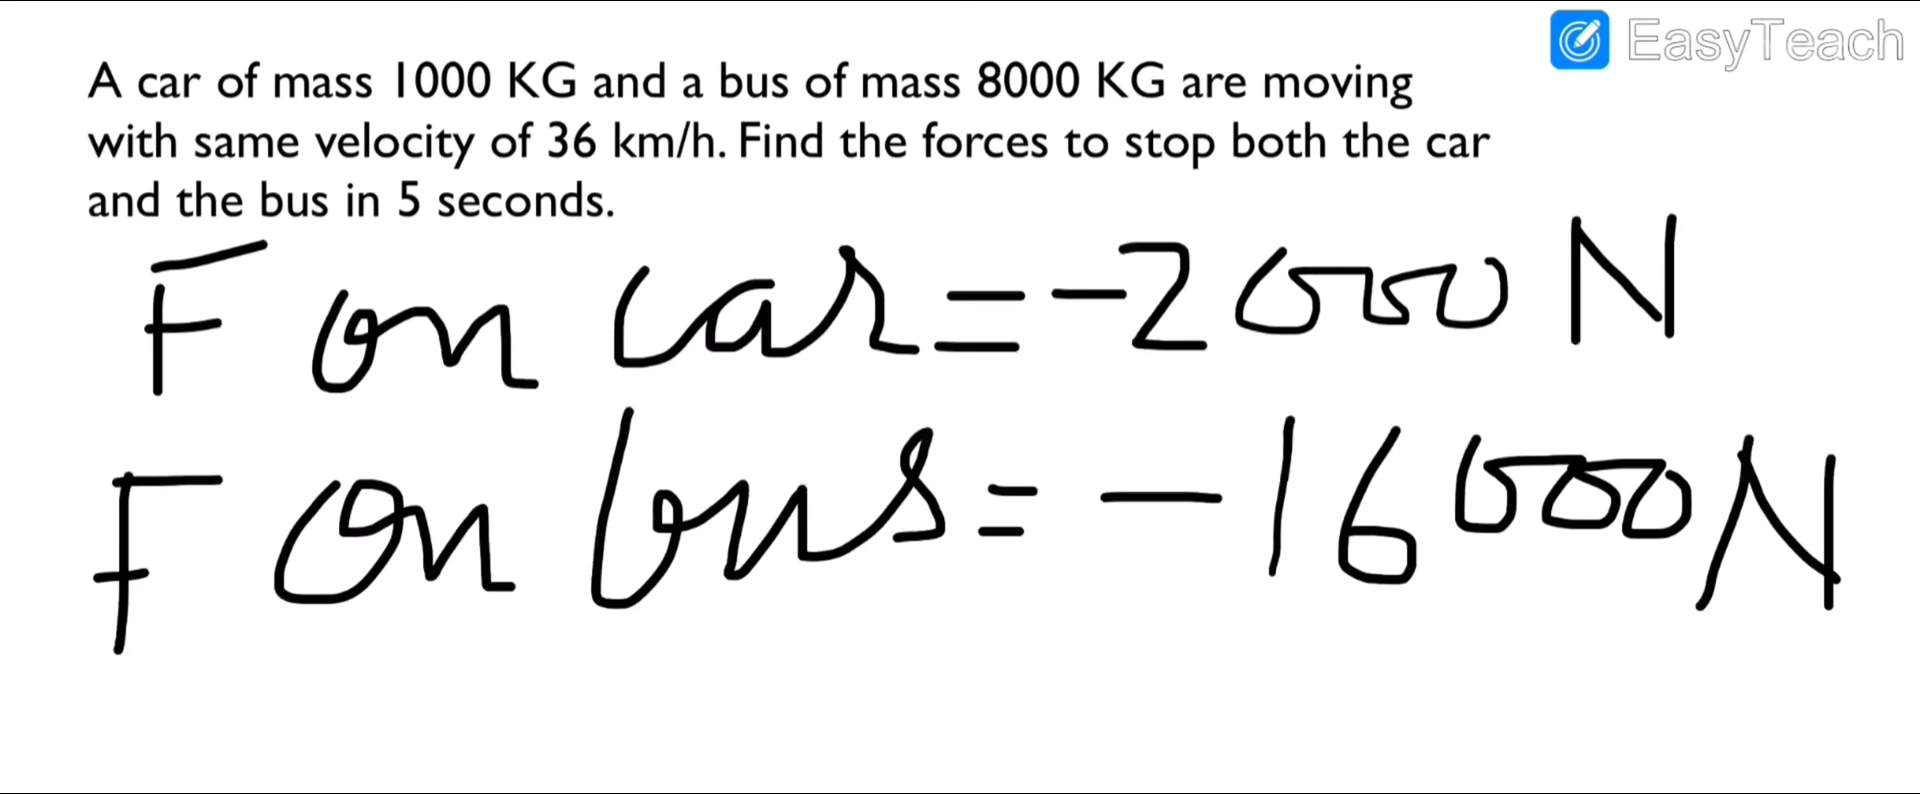 EasyTeach
A car of mass 1000 KG and a bus of mass 8000 KG are moving
with same velocity of 36 km/h. Find the forces to stop both the car
and the bus in 5 seconds.
F on car = -2000 N
F on bus = -16000 N